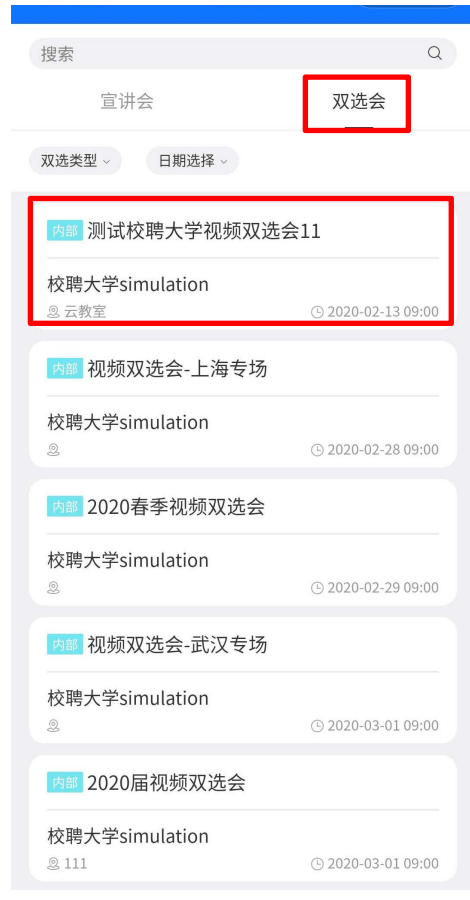 搜索
宣讲会 双选会
双选类型 日期选择
内部 测试校聘大学视频双选会11
校聘大学simulation
云教室 2020-02-13 09:00
内部 视频双选会-上海专场
校聘大学simulation
2020-02-28 09:00
内部 2020春季视频双选会
校聘大学simulation
2020-02-29 09:00
内部 视频双选会-武汉专场
校聘大学simulation
2020-03-01 09:00
内部 2020届视频双选会
校聘大学simulation
111 2020-03-01 09:00